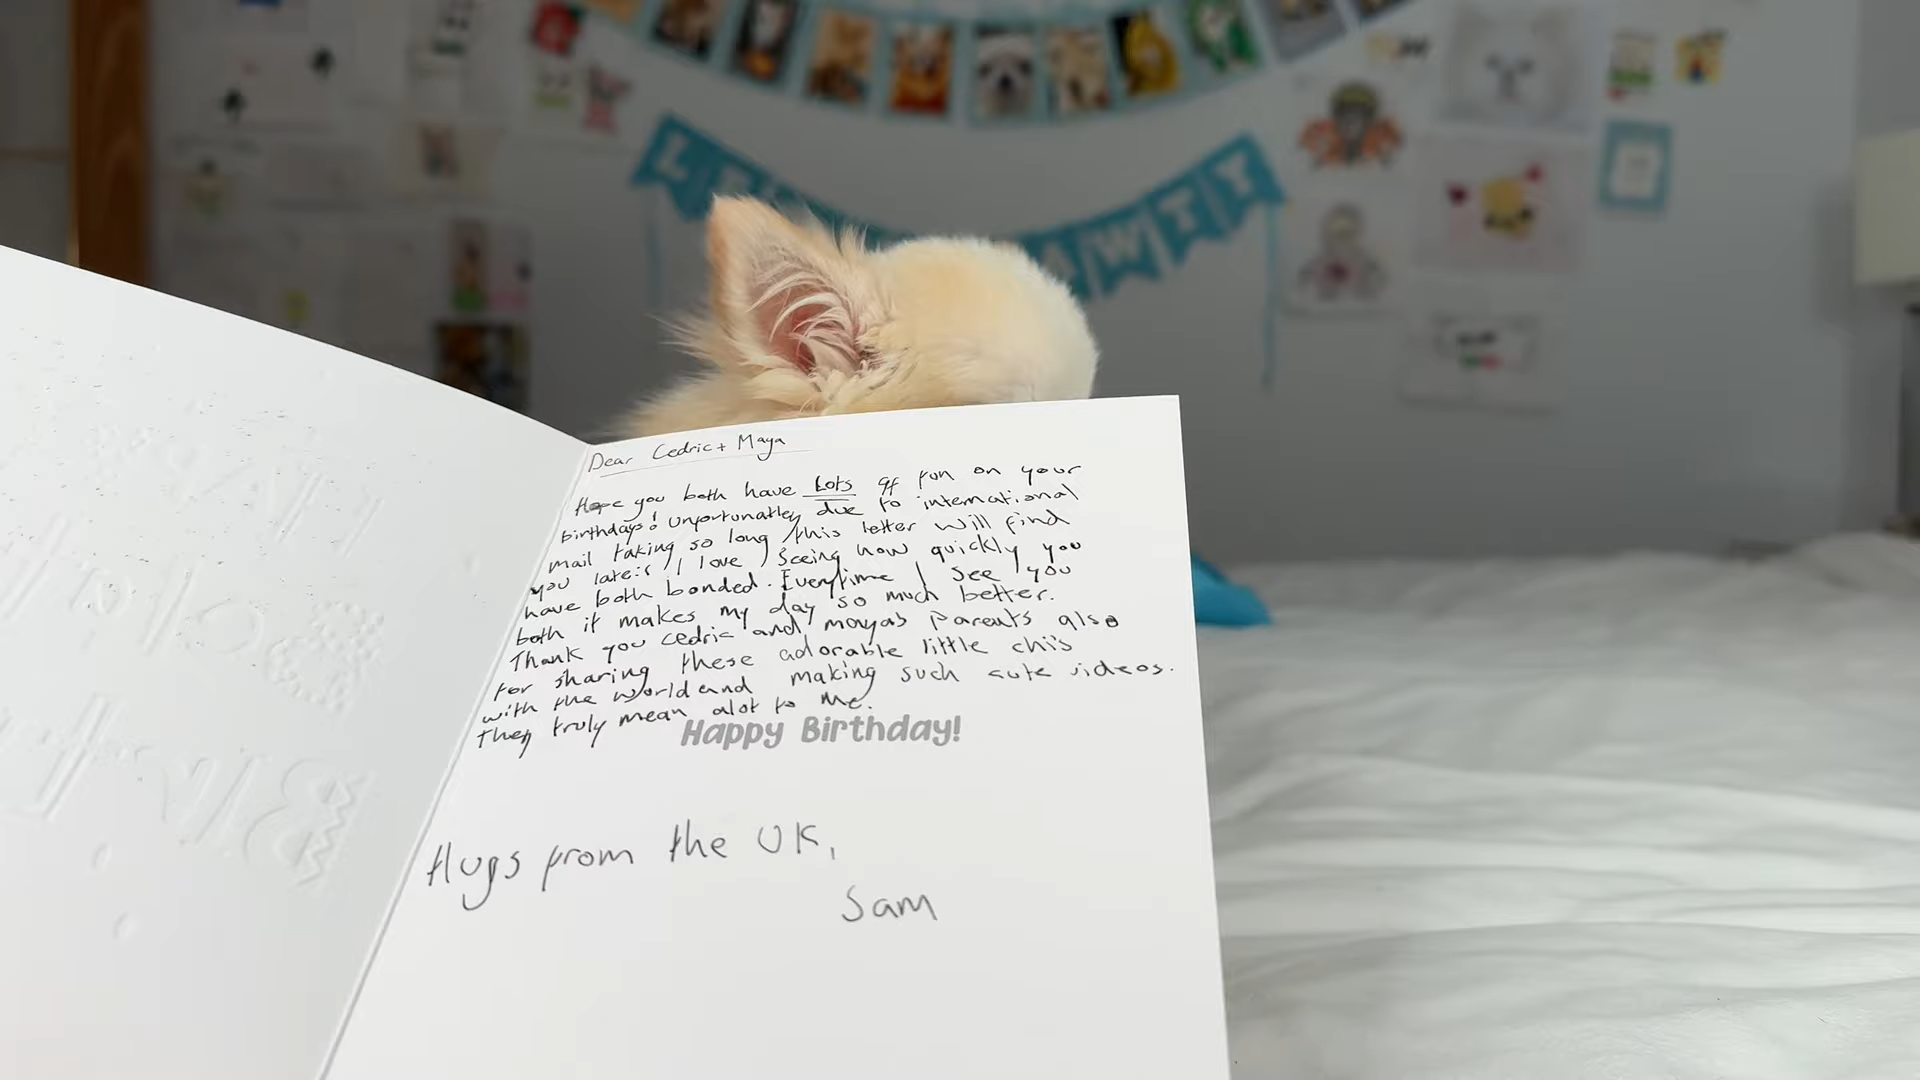 LE
AWTY
Dear Cedric + Maya
Hope you both have Lots of fun on your
birthdays! Unfortunatley due to international
mail taking so long this letter will find
you late:( I love seeing how quickly you
have both bonded. Everytime I see you
both it makes my day so much better.
Thank you Cedric and Maya's Parents also
for sharing these adorable little chi's
with the world and making such cute videos.
they truly mean alot to me.
Happy Birthday!
Hugs from the UK,
Sam